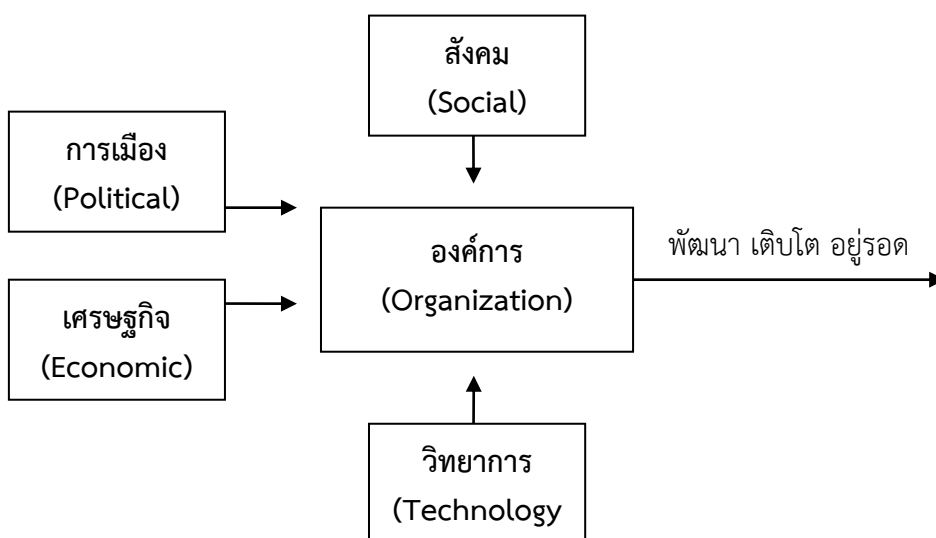 สังคม
(Social)
การเมือง
(Political)
องค์การ
(Organization)
พัฒนา เติบโต อยู่รอด
เศรษฐกิจ
(Economic)
วิทยาการ
(Technology